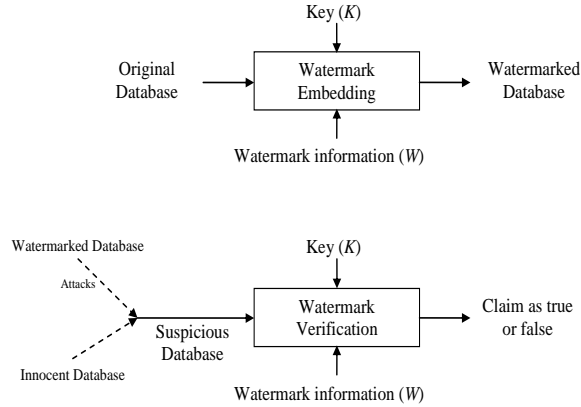 Key (K)
Original
Database
Watermark
Embedding
Watermarked
Database
Watermark information (W)
Watermarked Database
Attacks
Key (K)
Suspicious
Database
Watermark
Verification
Claim as true
or false
Innocent Database
Watermark information (W)